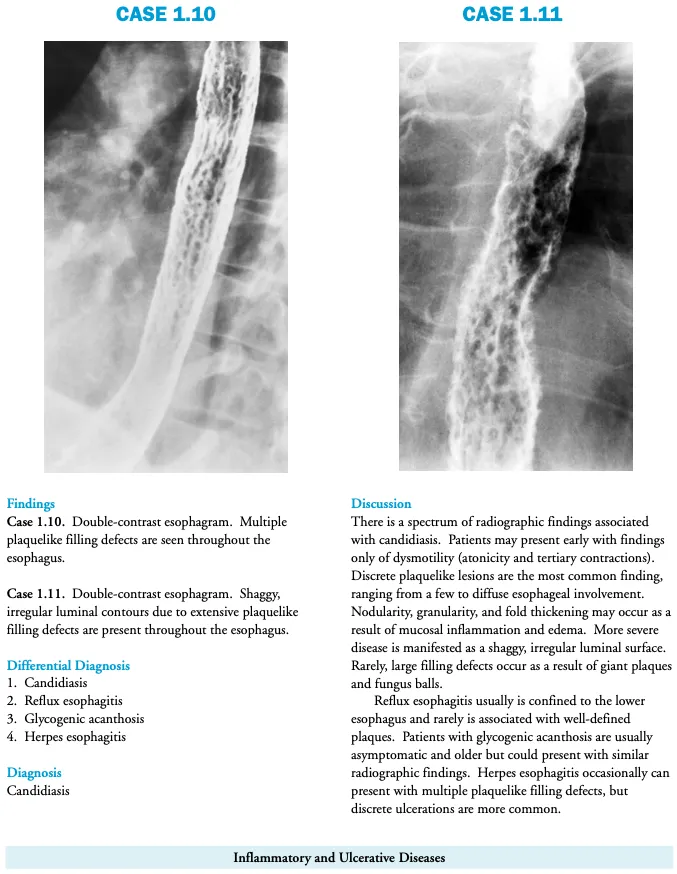 CASE 1.10
CASE 1.11
Findings
Case 1.10. Double-contrast esophagram. Multiple
plaquelike filling defects are seen throughout the
esophagus.
Case 1.11. Double-contrast esophagram. Shaggy,
irregular luminal contours due to extensive plaquelike
filling defects are present throughout the esophagus.
Differential Diagnosis
1. Candidiasis
2. Reflux esophagitis
3. Glycogenic acanthosis
4. Herpes esophagitis
Diagnosis
Candidiasis
Discussion
There is a spectrum of radiographic findings associated
with candidiasis. Patients may present early with findings
only of dysmotility (atonicity and tertiary contractions).
Discrete plaquelike lesions are the most common finding,
ranging from a few to diffuse esophageal involvement.
Nodularity, granularity, and fold thickening may occur as a
result of mucosal inflammation and edema. More severe
disease is manifested as a shaggy, irregular luminal surface.
Rarely, large filling defects occur as a result of giant plaques
and fungus balls.
Reflux esophagitis usually is confined to the lower
esophagus and rarely is associated with well-defined
plaques. Patients with glycogenic acanthosis are usually
asymptomatic and older but could present with similar
radiographic findings. Herpes esophagitis occasionally can
present with multiple plaquelike filling defects, but
discrete ulcerations are more common.
Inflammatory and Ulcerative Diseases